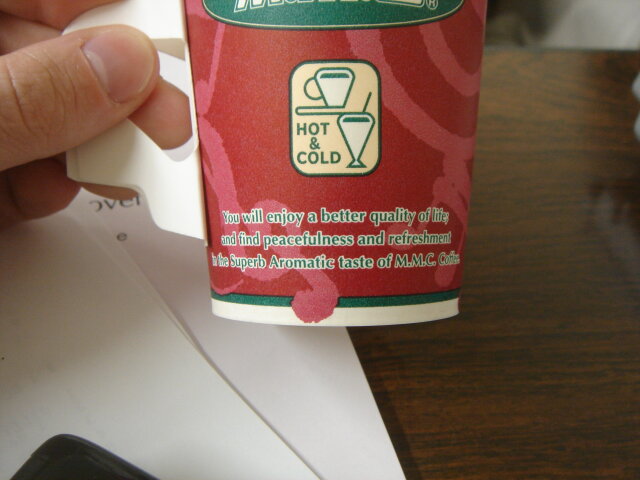 HOT
&
COLD
You will enjoy a better quality of life;
and find peacefulness and refreshment
in the Superb Aromatic taste of M.M.C. Coffee.
over
e